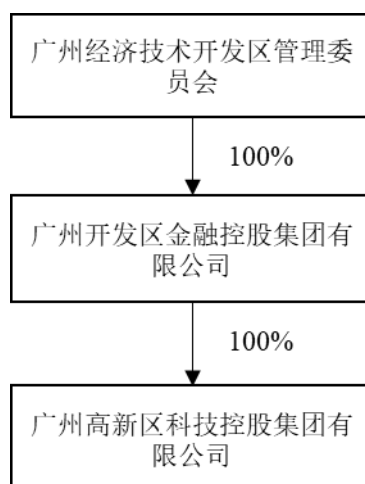 广州经济技术开发区管理委
员会
100%
广州开发区金融控股集团有
限公司
100%
广州高新区科技控股集团有
限公司